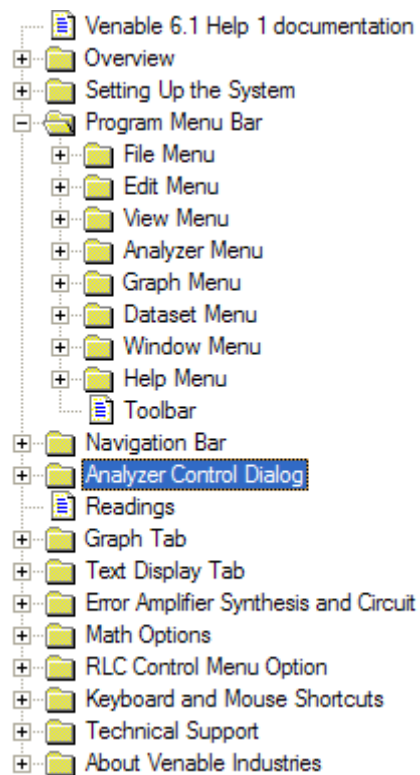 Venable 6.1 Help 1 documentation
Overview
Setting Up the System
Program Menu Bar
File Menu
Edit Menu
View Menu
Analyzer Menu
Graph Menu
Dataset Menu
Window Menu
Help Menu
Toolbar
Navigation Bar
Analyzer Control Dialog
Readings
Graph Tab
Text Display Tab
Error Amplifier Synthesis and Circuit
Math Options
RLC Control Menu Option
Keyboard and Mouse Shortcuts
Technical Support
About Venable Industries